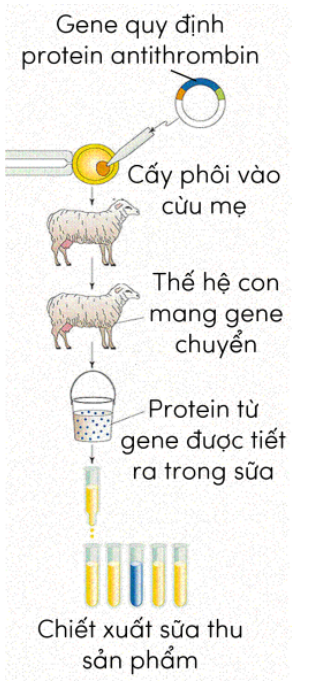 Gene quy định
protein antithrombin
Cấy phôi vào
cừu mẹ
Thế hệ con
mang gene
chuyển
Protein từ
gene được tiết
ra trong sữa
Chiết xuất sữa thu
sản phẩm